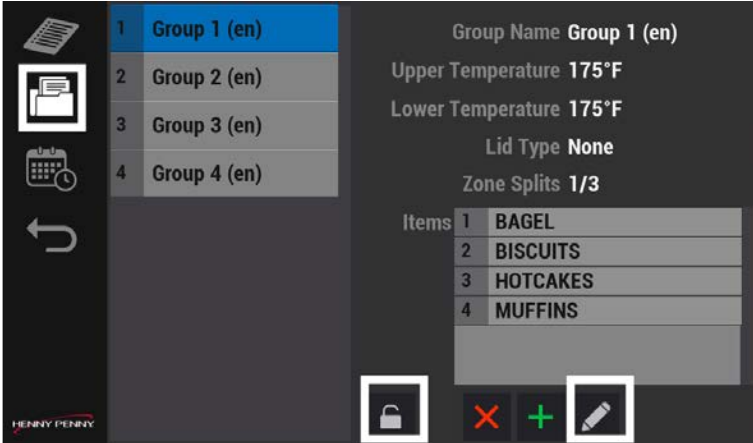 1 Group 1 (en)
2 Group 2 (en)
3 Group 3 (en)
4 Group 4 (en)
Group Name Group 1 (en)
Upper Temperature 175°F
Lower Temperature 175°F
Lid Type None
Zone Splits 1/3
Items 1 BAGEL
2 BISCUITS
3 HOTCAKES
4 MUFFINS
HENNY PENNY